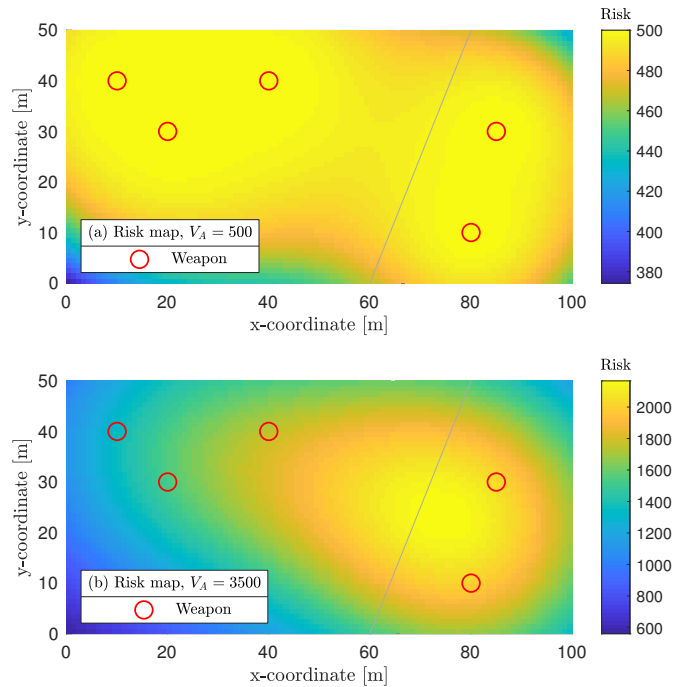 Risk
50
40
30
20
10
0
y-coordinate [m]
(a) Risk map, V_A = 500
Weapon
0 20 40 60 80 100
x-coordinate [m]
500
480
460
440
420
400
380
Risk
50
40
30
20
10
0
y-coordinate [m]
(b) Risk map, V_A = 3500
Weapon
0 20 40 60 80 100
x-coordinate [m]
2000
1800
1600
1400
1200
1000
800
600